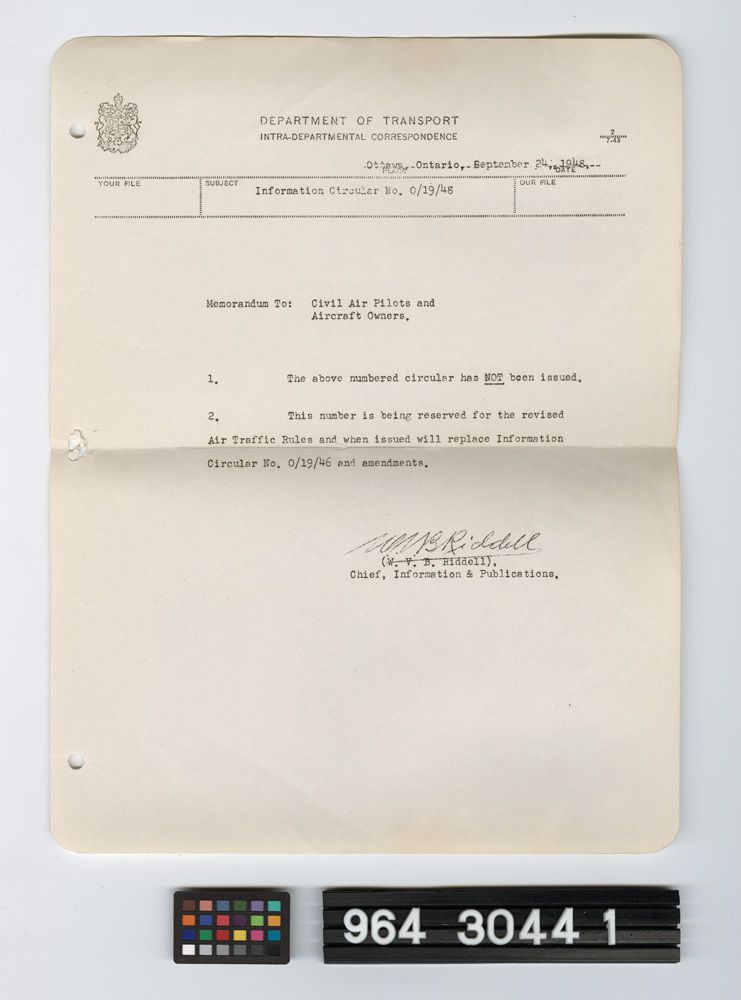 DEPARTMENT OF TRANSPORT
INTRA-DEPARTMENTAL CORRESPONDENCE
2
7-43
Ottawa, Ontario, September 24, 1948.
PLACE DATE
YOUR FILE SUBJECT OUR FILE
Information Circular No. 0/19/48
Memorandum To: Civil Air Pilots and
Aircraft Owners.
1. The above numbered circular has NOT been issued.
2. This number is being reserved for the revised
Air Traffic Rules and when issued will replace Information
Circular No. 0/19/46 and amendments.
W V B Riddell
(W. V. B. Riddell),
Chief, Information & Publications.
964 3044 1